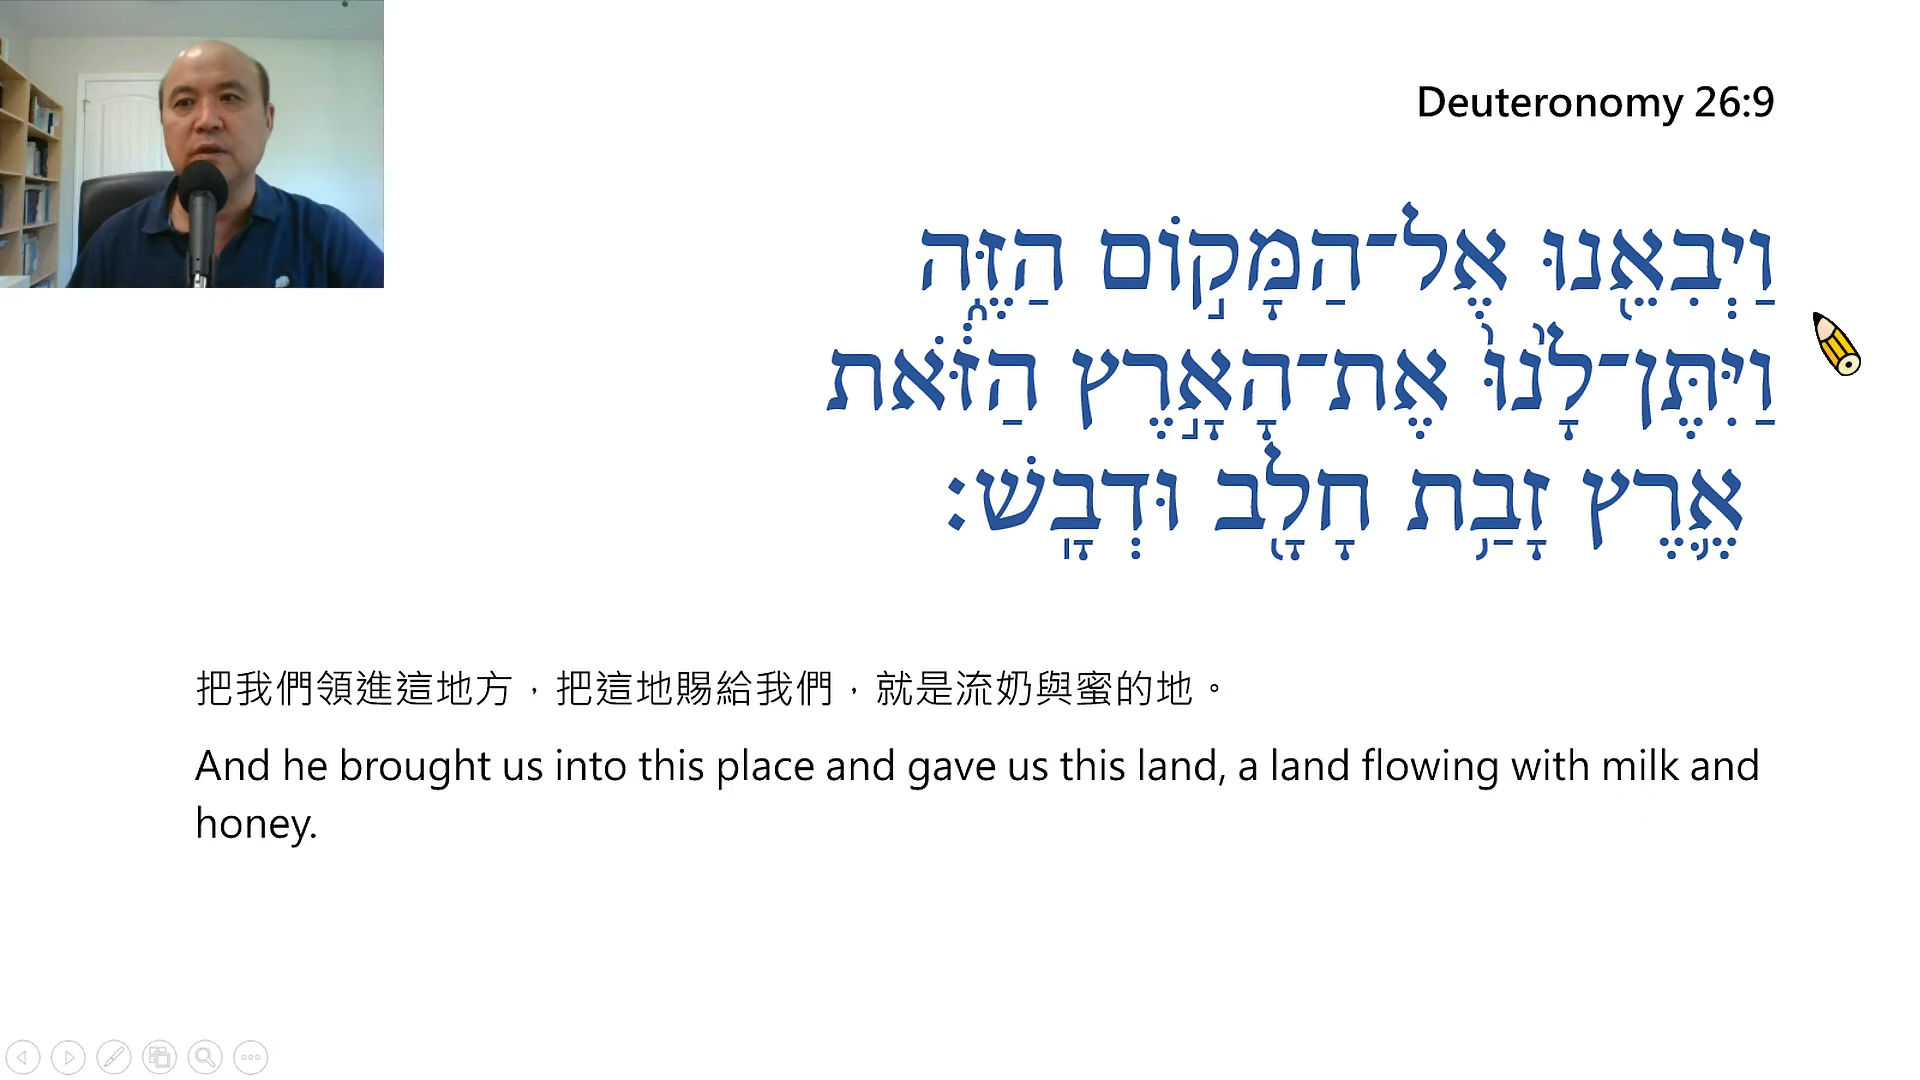 Deuteronomy 26:9
וַיְבִאֵ֖נוּ אֶל־הַמָּק֣וֹם הַזֶּ֑ה
וַיִּתֶּן־לָ֙נוּ֙ אֶת־הָאָ֣רֶץ הַזֹּ֔את
אֶ֛רֶץ זָבַ֥ת חָלָ֖ב וּדְבָֽשׁ׃
把我們領進這地方，把這地賜給我們，就是流奶與蜜的地。
And he brought us into this place and gave us this land, a land flowing with milk and
honey.